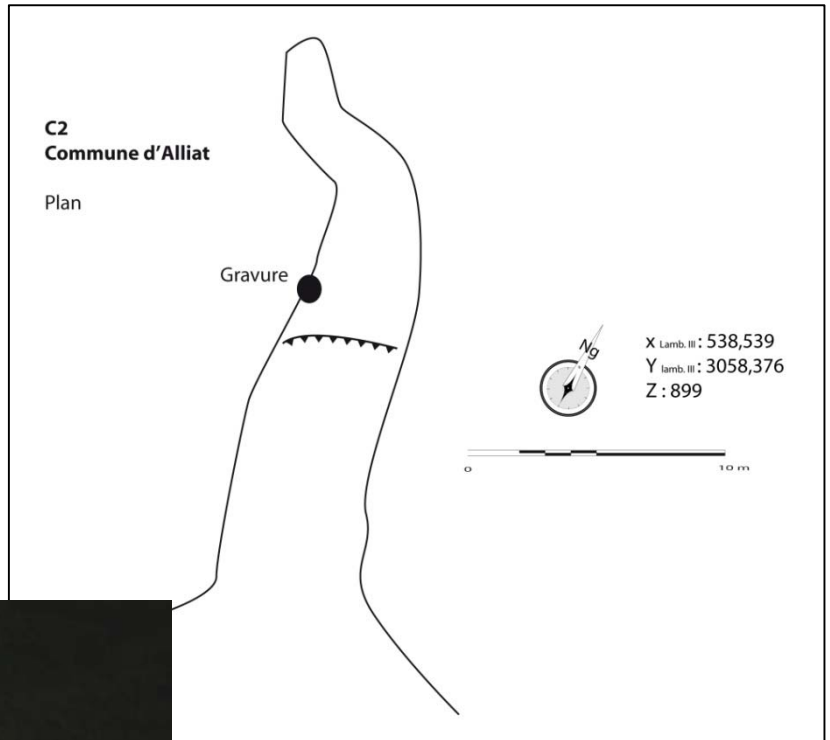 C2
Commune d'Alliat
Plan
Gravure
Ng
X Lamb. III : 538,539
Y lamb. III : 3058,376
Z : 899
0 10 m